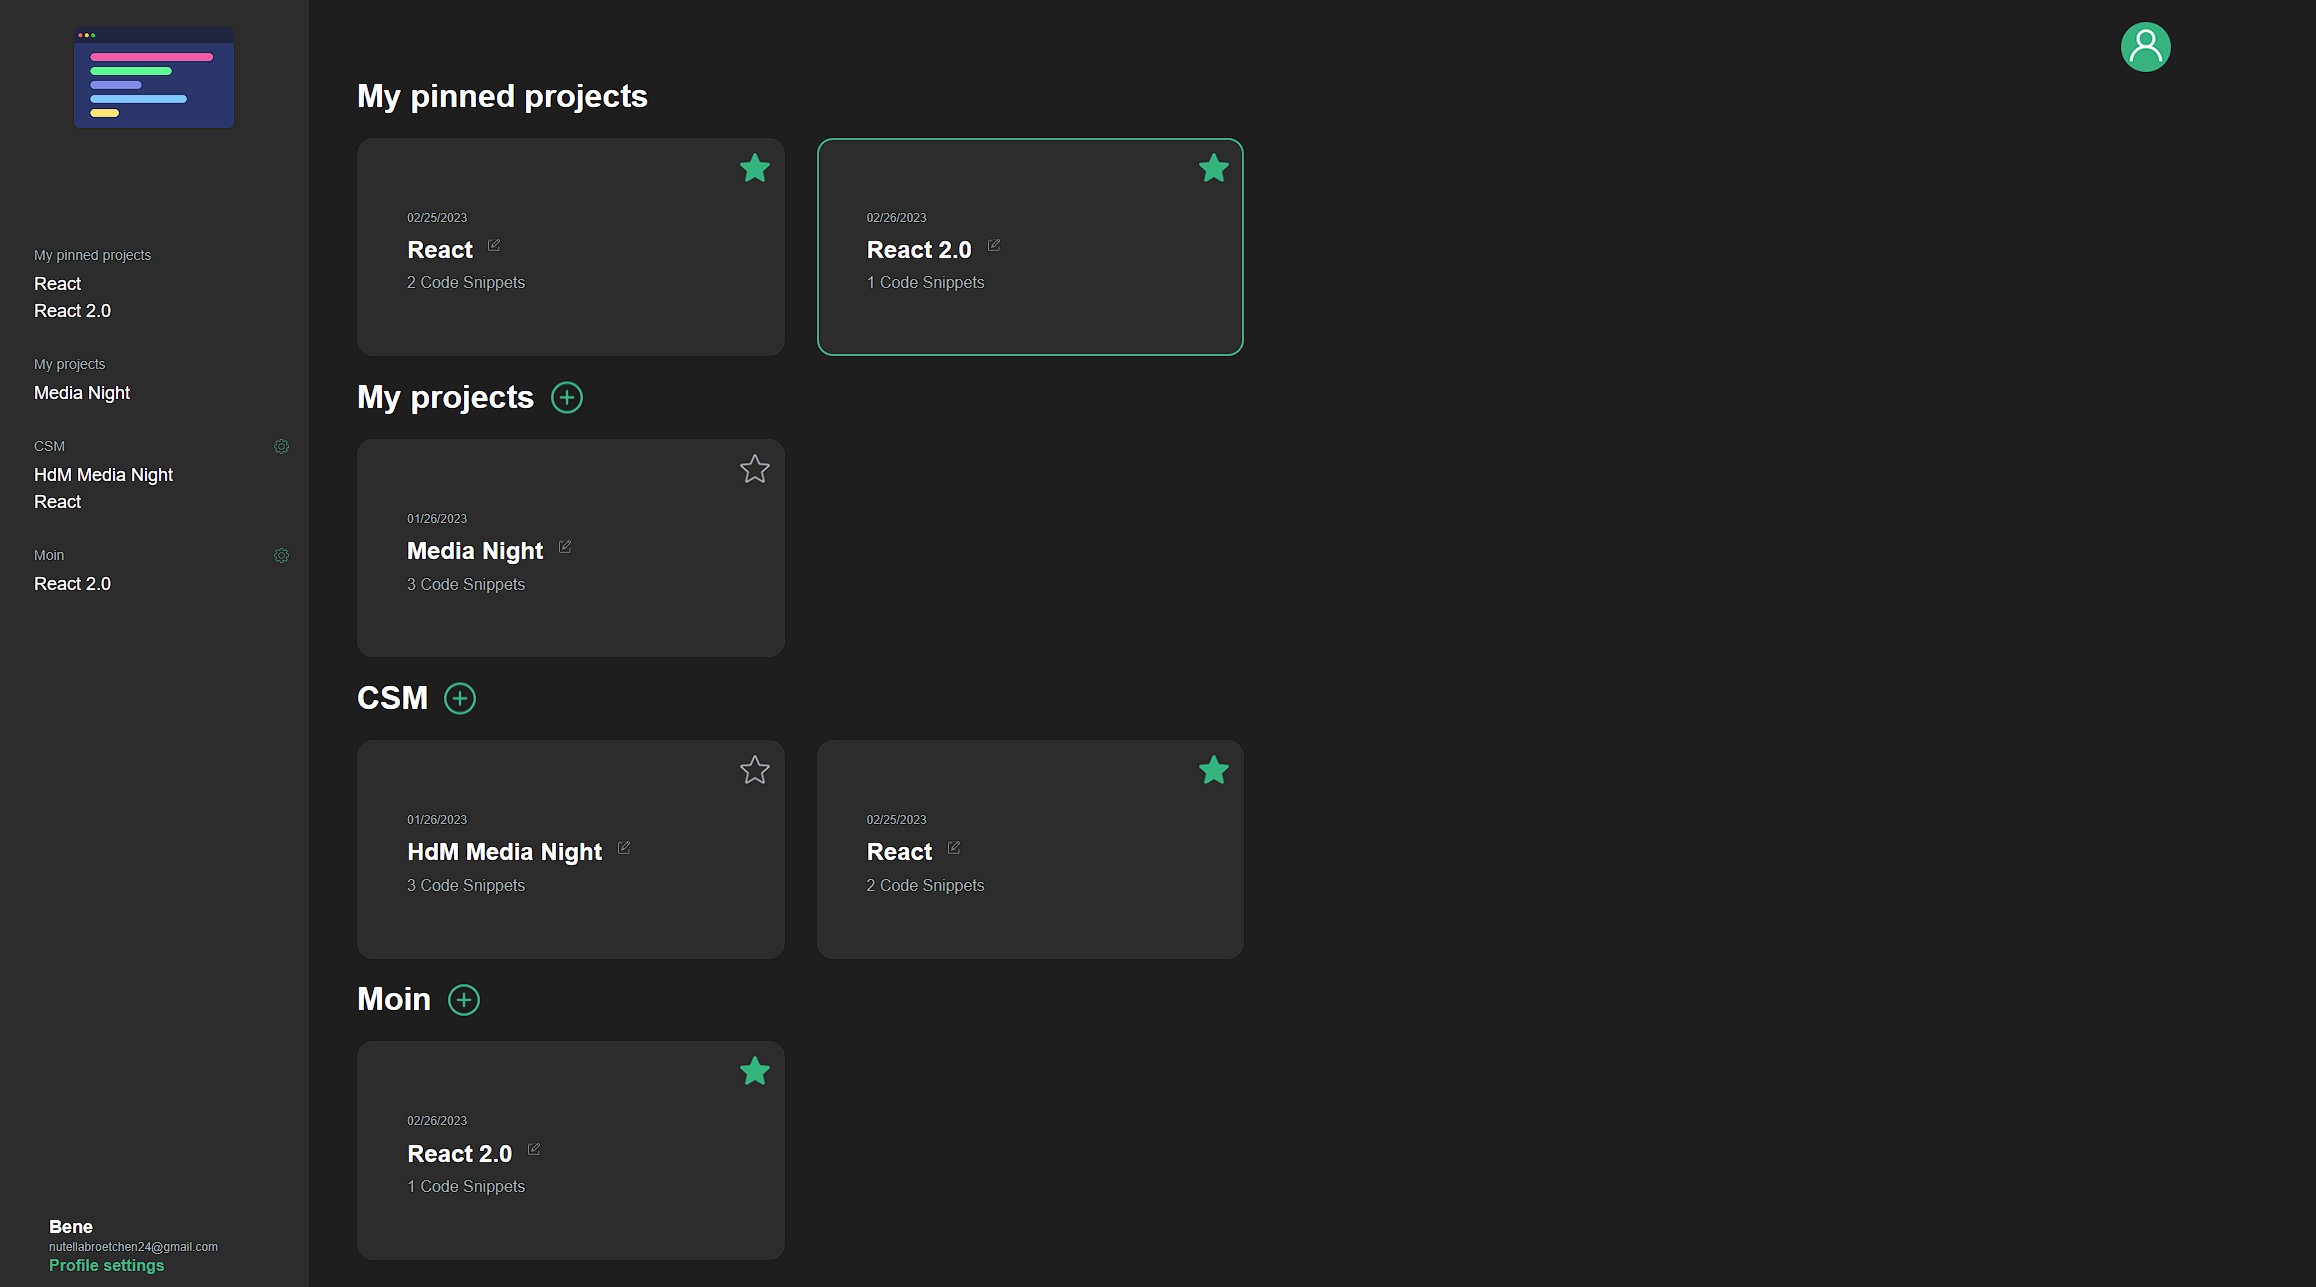 My pinned projects
React
React 2.0
My projects
Media Night
CSM
HdM Media Night
React
Moin
React 2.0
Bene
nutellabroetchen24@gmail.com
Profile settings
My pinned projects
02/25/2023
React
2 Code Snippets
02/26/2023
React 2.0
1 Code Snippets
My projects
01/26/2023
Media Night
3 Code Snippets
CSM
01/26/2023
HdM Media Night
3 Code Snippets
02/25/2023
React
2 Code Snippets
Moin
02/26/2023
React 2.0
1 Code Snippets